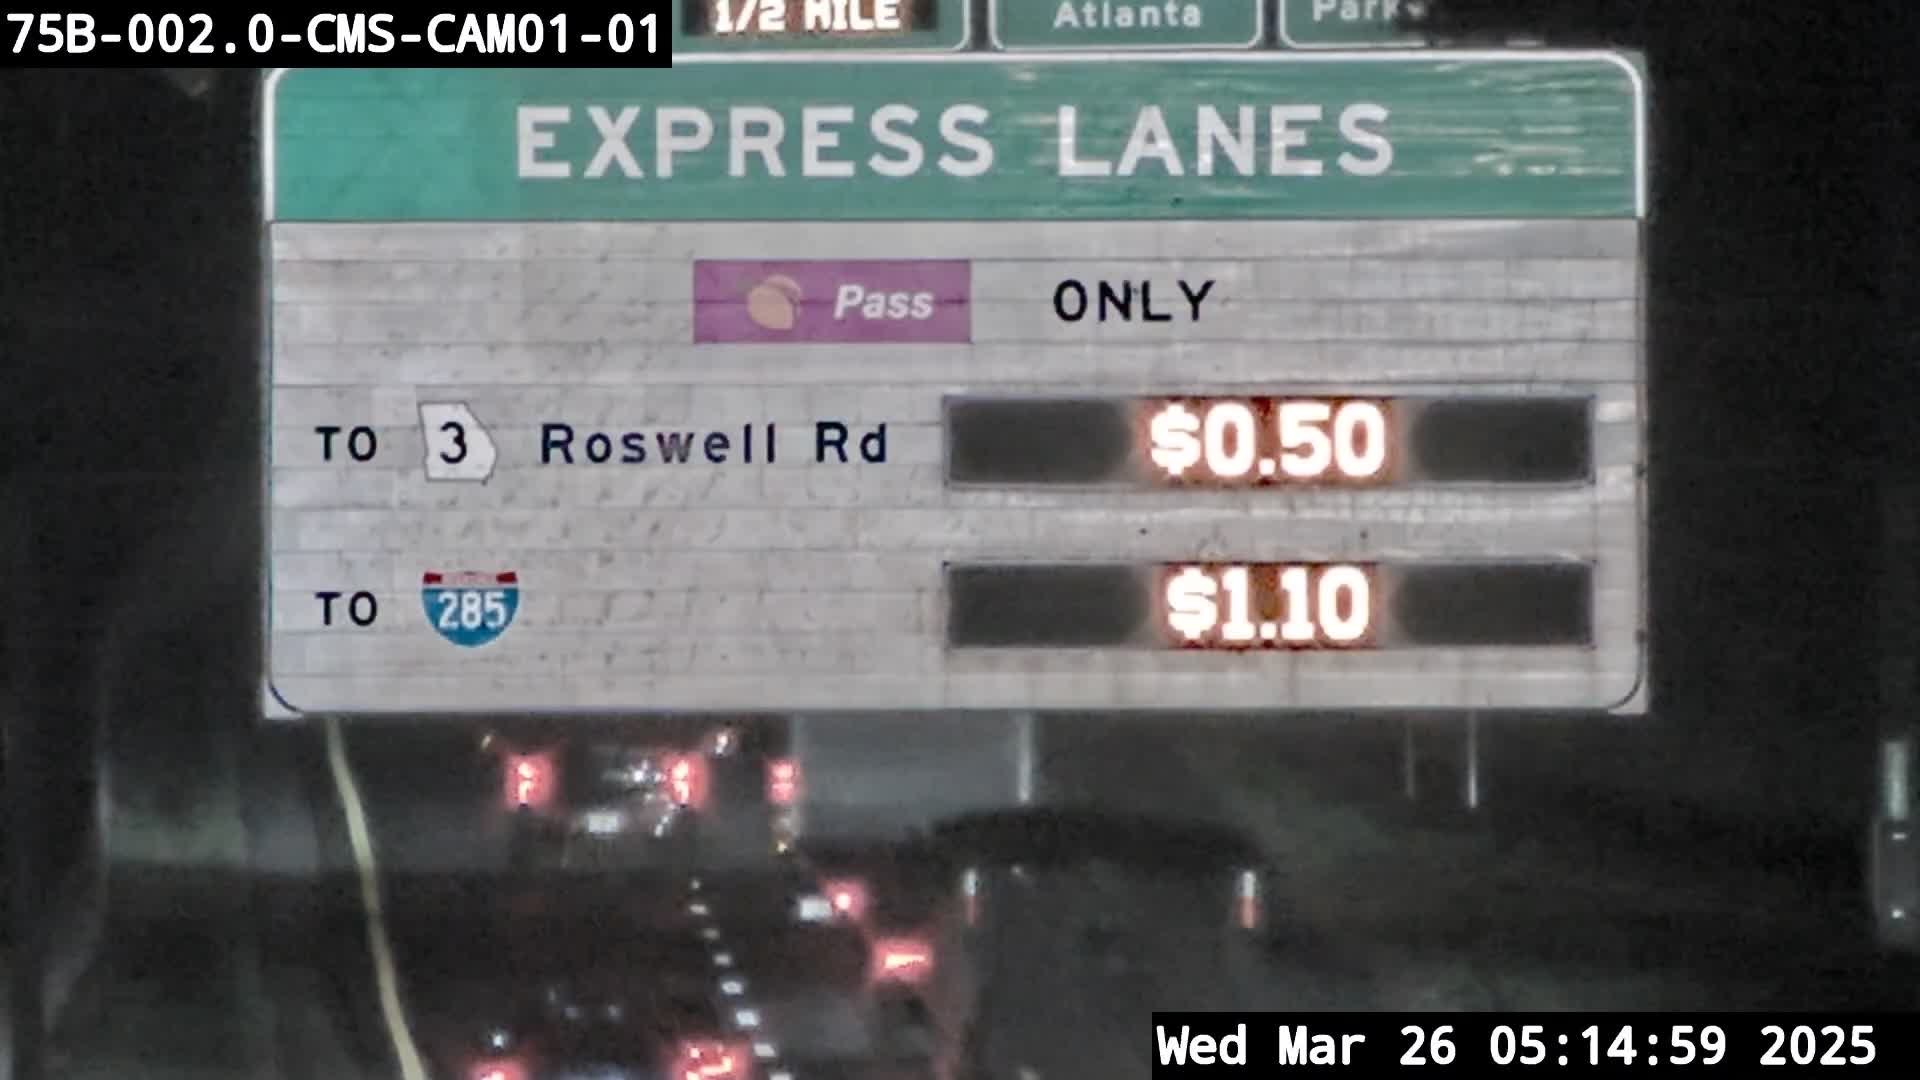 75B-002.0-CMS-CAM01-01
1/2 MILE
Atlanta
Park
EXPRESS LANES
Pass ONLY
TO 3 Roswell Rd $0.50
TO 285 $1.10
Wed Mar 26 05:14:59 2025